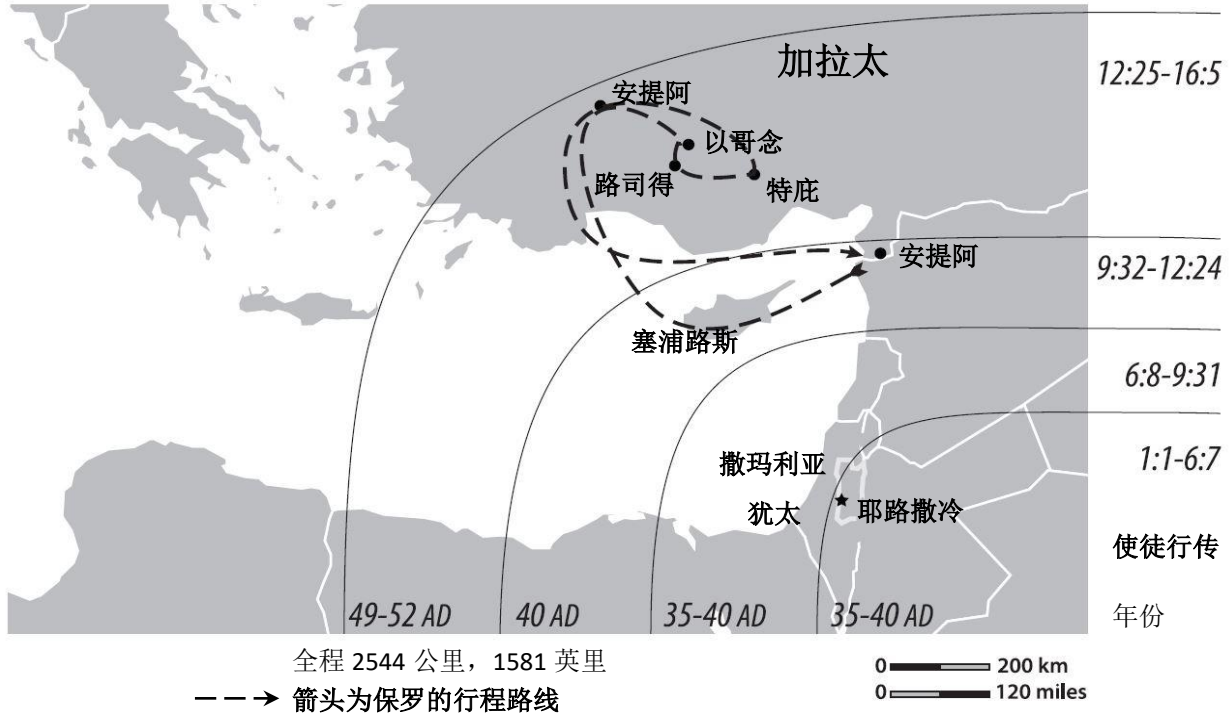 加拉太
12:25-16:5
安提阿
以哥念
路司得
特庇
安提阿
9:32-12:24
塞浦路斯
6:8-9:31
撒玛利亚
1:1-6:7
犹太
耶路撒冷
使徒行传
49-52 AD
40 AD
35-40 AD
35-40 AD
年份
全程 2544 公里，1581 英里
0 200 km
箭头为保罗的行程路线
0 120 miles